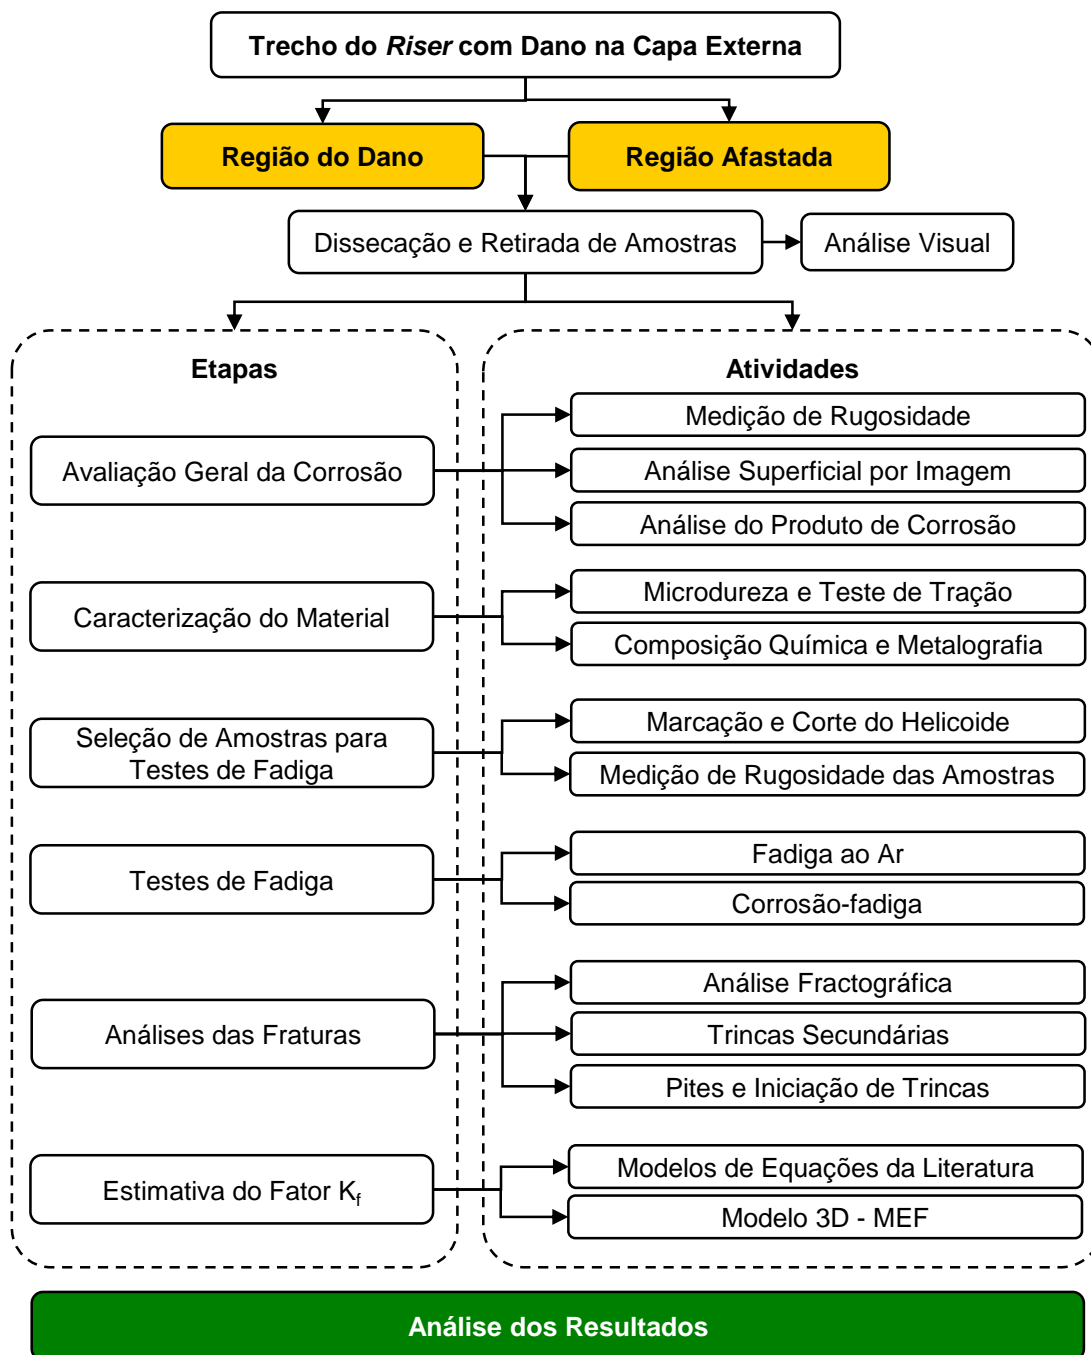 Trecho do Riser com Dano na Capa Externa
Região do Dano
Região Afastada
Dissecação e Retirada de Amostras
Análise Visual
Etapas
Atividades
Avaliação Geral da Corrosão
Medição de Rugosidade
Análise Superficial por Imagem
Análise do Produto de Corrosão
Caracterização do Material
Microdureza e Teste de Tração
Composição Química e Metalografia
Seleção de Amostras para
Testes de Fadiga
Marcação e Corte do Helicoide
Medição de Rugosidade das Amostras
Testes de Fadiga
Fadiga ao Ar
Corrosão-fadiga
Análises das Fraturas
Análise Fractográfica
Trincas Secundárias
Pites e Iniciação de Trincas
Estimativa do Fator Kf
Modelos de Equações da Literatura
Modelo 3D - MEF
Análise dos Resultados